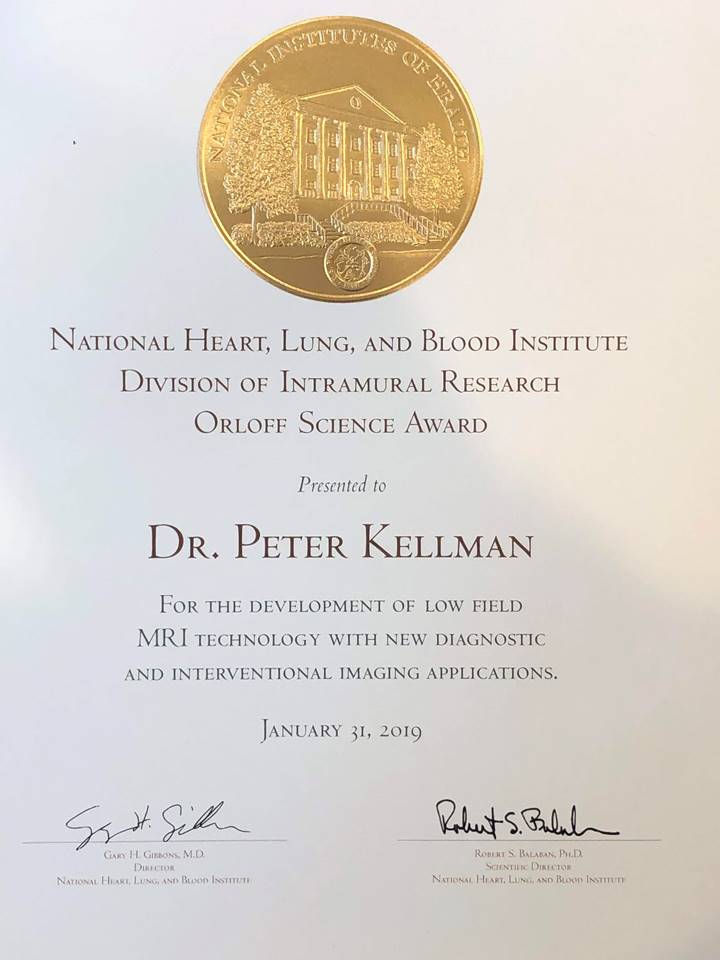 NATIONAL INSTITUTES OF HEALTH
NATIONAL HEART, LUNG, AND BLOOD INSTITUTE
DIVISION OF INTRAMURAL RESEARCH
ORLOFF SCIENCE AWARD
Presented to
DR. PETER KELLMAN
FOR THE DEVELOPMENT OF LOW FIELD
MRI TECHNOLOGY WITH NEW DIAGNOSTIC
AND INTERVENTIONAL IMAGING APPLICATIONS.
JANUARY 31, 2019
Robert S. Balaban
GARY H. GIBBONS, M.D.
DIRECTOR
NATIONAL HEART, LUNG, AND BLOOD INSTITUTE
ROBERT S. BALABAN, PH.D.
SCIENTIFIC DIRECTOR
NATIONAL HEART, LUNG, AND BLOOD INSTITUTE